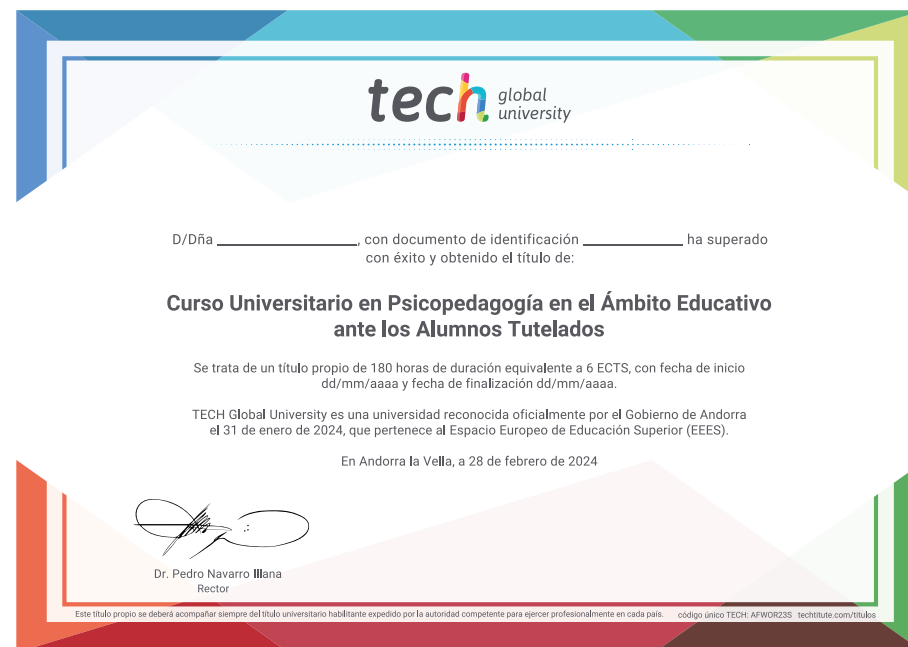 tech global
university
D/Dña ____________________, con documento de identificación ______________ ha superado
con éxito y obtenido el título de:
Curso Universitario en Psicopedagogía en el Ámbito Educativo
ante los Alumnos Tutelados
Se trata de un título propio de 180 horas de duración equivalente a 6 ECTS, con fecha de inicio
dd/mm/aaaa y fecha de finalización dd/mm/aaaa.
TECH Global University es una universidad reconocida oficialmente por el Gobierno de Andorra
el 31 de enero de 2024, que pertenece al Espacio Europeo de Educación Superior (EEES).
En Andorra la Vella, a 28 de febrero de 2024
Dr. Pedro Navarro Illana
Rector
Este título propio se deberá acompañar siempre del título universitario habilitante expedido por la autoridad competente para ejercer profesionalmente en cada país. código único TECH: AFWOR23S techtitute.com/titulos